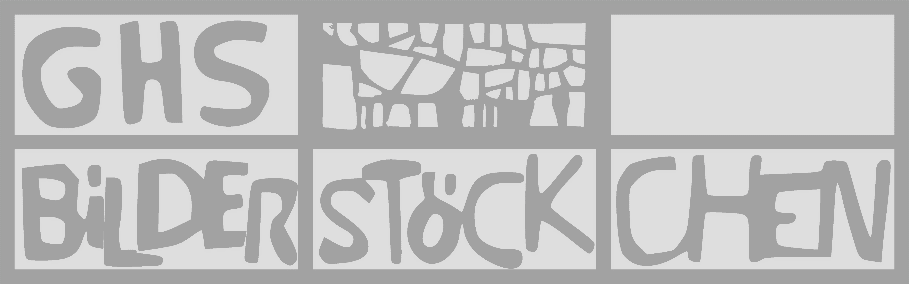 GHS
BiLDER STÖCK CHEN